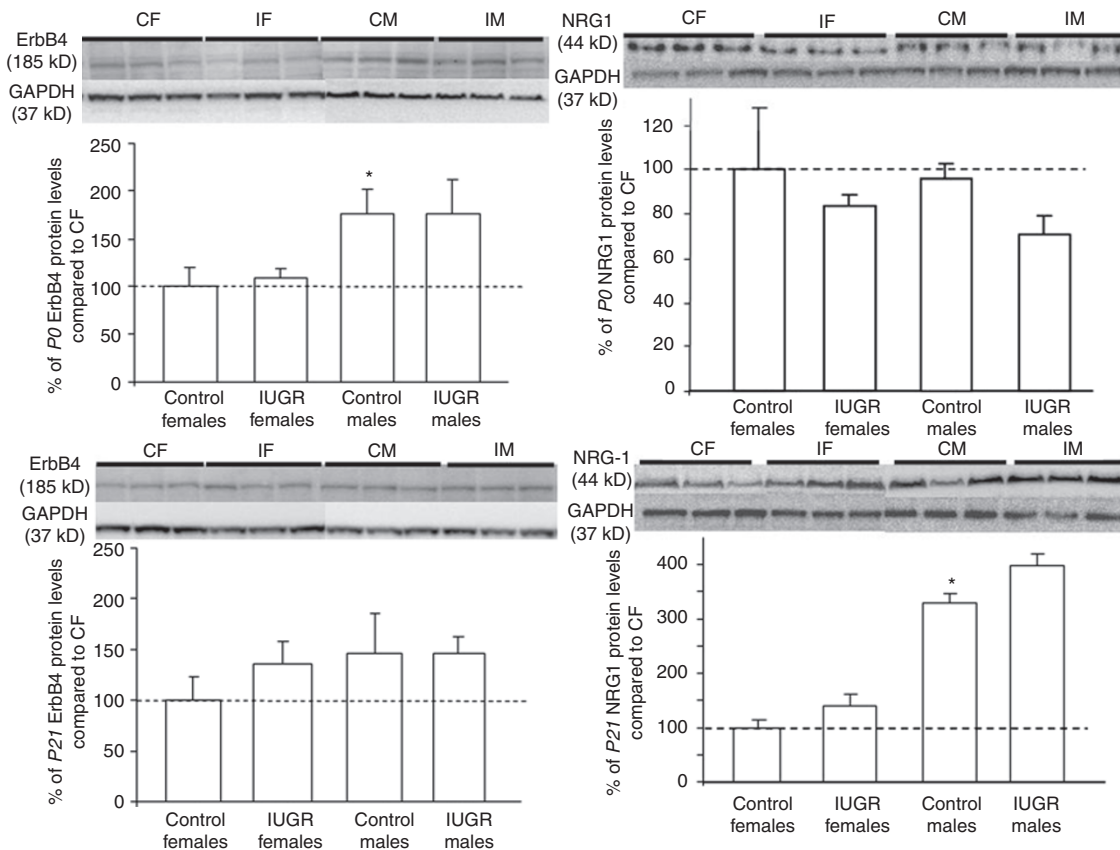 CF IF CM IM
ErbB4
(185 kD)
GAPDH
(37 kD)
% of P0 ErbB4 protein levels
compared to CF
250
200
150
100
50
0
*
Control
females
IUGR
females
Control
males
IUGR
males
CF IF CM IM
NRG1
(44 kD)
GAPDH
(37 kD)
% of P0 NRG1 protein levels
compared to CF
120
100
80
60
40
20
0
Control
females
IUGR
females
Control
males
IUGR
males
CF IF CM IM
ErbB4
(185 kD)
GAPDH
(37 kD)
% of P21 ErbB4 protein levels
compared to CF
250
200
150
100
50
0
Control
females
IUGR
females
Control
males
IUGR
males
CF IF CM IM
NRG-1
(44 kD)
GAPDH
(37 kD)
% of P21 NRG1 protein levels
compared to CF
400
300
200
100
0
*
Control
females
IUGR
females
Control
males
IUGR
males